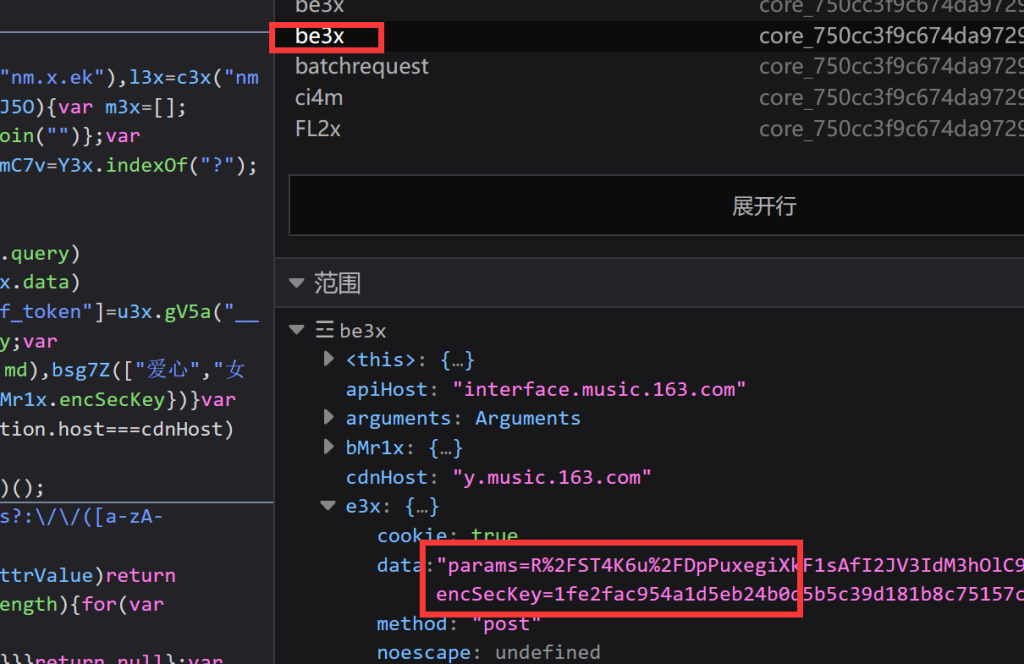 be3x core_750cc3f9c674da9729
be3x core_750cc3f9c674da9729
batchrequest core_750cc3f9c674da9729
ci4m core_750cc3f9c674da9729
FL2x core_750cc3f9c674da9729
展开行
范围
be3x
<this>: {…}
apiHost: "interface.music.163.com"
arguments: Arguments
bMr1x: {…}
cdnHost: "y.music.163.com"
e3x: {…}
cookie: true
data:"params=R%2FST4K6u%2FDpPuxegiXkF1sAfI2JV3IdM3hOlC9
encSecKey=1fe2fac954a1d5eb24b0d5b5c39d181b8c75157c
method: "post"
noescape: undefined
"nm.x.ek"),l3x=c3x("nm
J5O){var m3x=[];
oin("")};var
mC7v=Y3x.indexOf("?");
.query)
x.data)
f_token"]=u3x.gV5a("__
y;var
md),bsg7Z(["爱心","女
Mr1x.encSecKey})}var
tion.host===cdnHost)
)();
s?:\/\/([a-zA-
ttrValue)return
ength){for(var
}}}return null};var